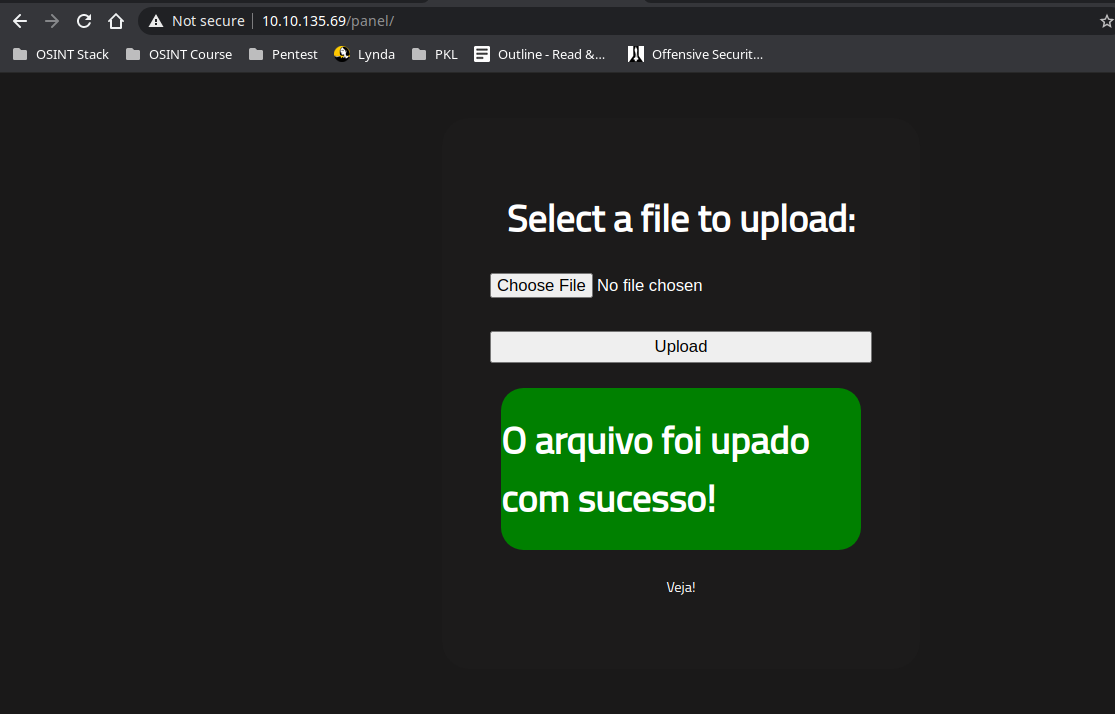 Not secure 10.10.135.69/panel/
OSINT Stack OSINT Course Pentest Lynda PKL Outline - Read &... Offensive Securit...
Select a file to upload:
Choose File No file chosen
Upload
O arquivo foi upado
com sucesso!
Veja!